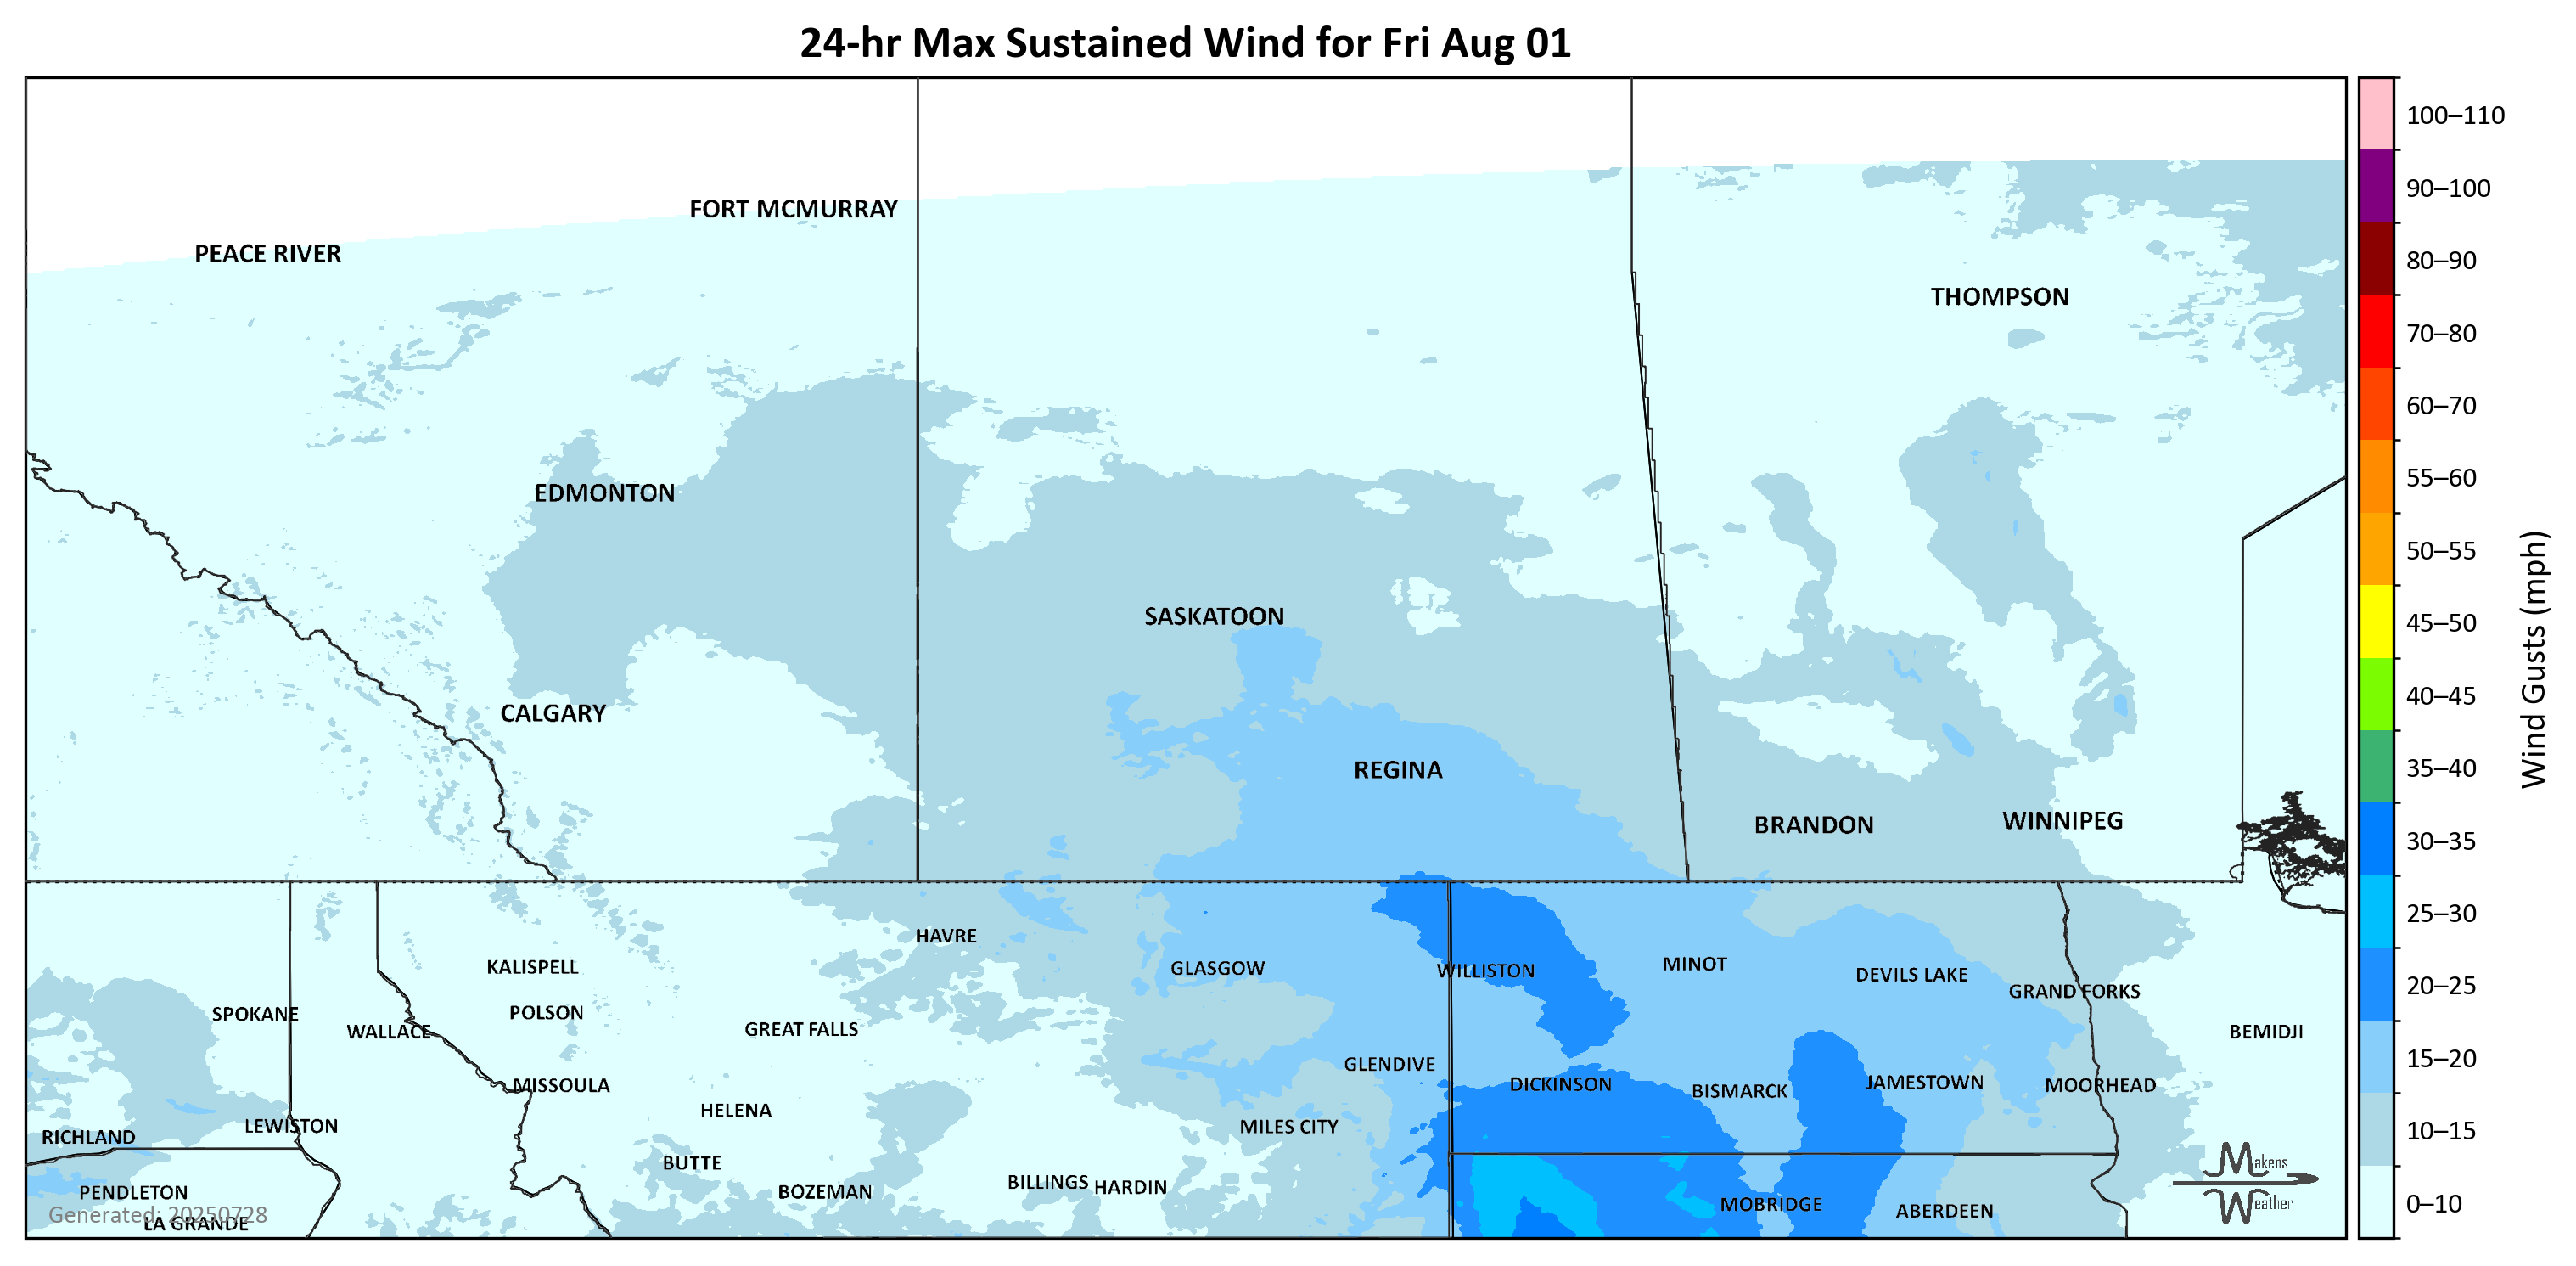 24-hr Max Sustained Wind for Fri Aug 01
100–110
90–100
80–90
70–80
60–70
55–60
50–55
45–50
40–45
35–40
30–35
25–30
20–25
15–20
10–15
0–10
Wind Gusts (mph)
FORT MCMURRAY
PEACE RIVER
THOMPSON
EDMONTON
SASKATOON
CALGARY
REGINA
BRANDON
WINNIPEG
HAVRE
KALISPELL
GLASGOW
WILLISTON
MINOT
DEVILS LAKE
GRAND FORKS
SPOKANE
POLSON
WALLACE
GREAT FALLS
BEMIDJI
GLENDIVE
MISSOULA
DICKINSON
BISMARCK
JAMESTOWN
MOORHEAD
HELENA
LEWISTON
MILES CITY
RICHLAND
BUTTE
BILLINGS
HARDIN
PENDLETON
BOZEMAN
MOBRIDGE
ABERDEEN
Generated: 20250728
LA GRANDE
Makens
Weather